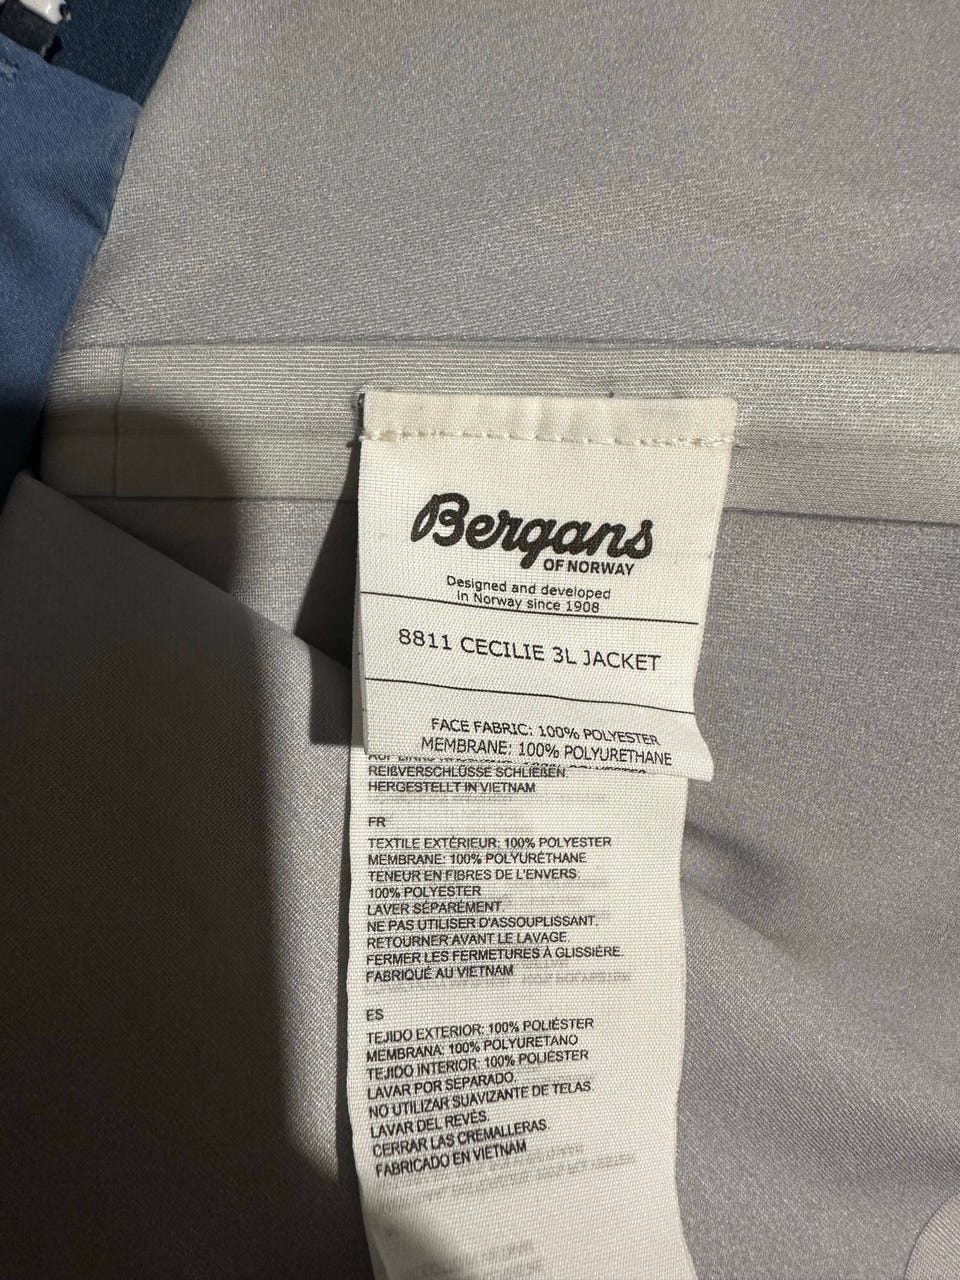 Bergans
OF NORWAY
Designed and developed
in Norway since 1908
8811 CECILIE 3L JACKET
FACE FABRIC: 100% POLYESTER
MEMBRANE: 100% POLYURETHANE
REIßVERSCHLÜSSE SCHLIEßEN.
HERGESTELLT IN VIETNAM
FR
TEXTILE EXTÉRIEUR: 100% POLYESTER
MEMBRANE: 100% POLYURÉTHANE
TENEUR EN FIBRES DE L'ENVERS:
100% POLYESTER
LAVER SÉPARÉMENT.
NE PAS UTILISER D'ASSOUPLISSANT.
RETOURNER AVANT LE LAVAGE.
FERMER LES FERMETURES À GLISSIÈRE.
FABRIQUÉ AU VIETNAM
ES
TEJIDO EXTERIOR: 100% POLIÉSTER
MEMBRANA: 100% POLYURETANO
TEJIDO INTERIOR: 100% POLIÉSTER
LAVAR POR SEPARADO.
NO UTILIZAR SUAVIZANTE DE TELAS.
LAVAR DEL REVÉS.
CERRAR LAS CREMALLERAS.
FABRICADO EN VIETNAM